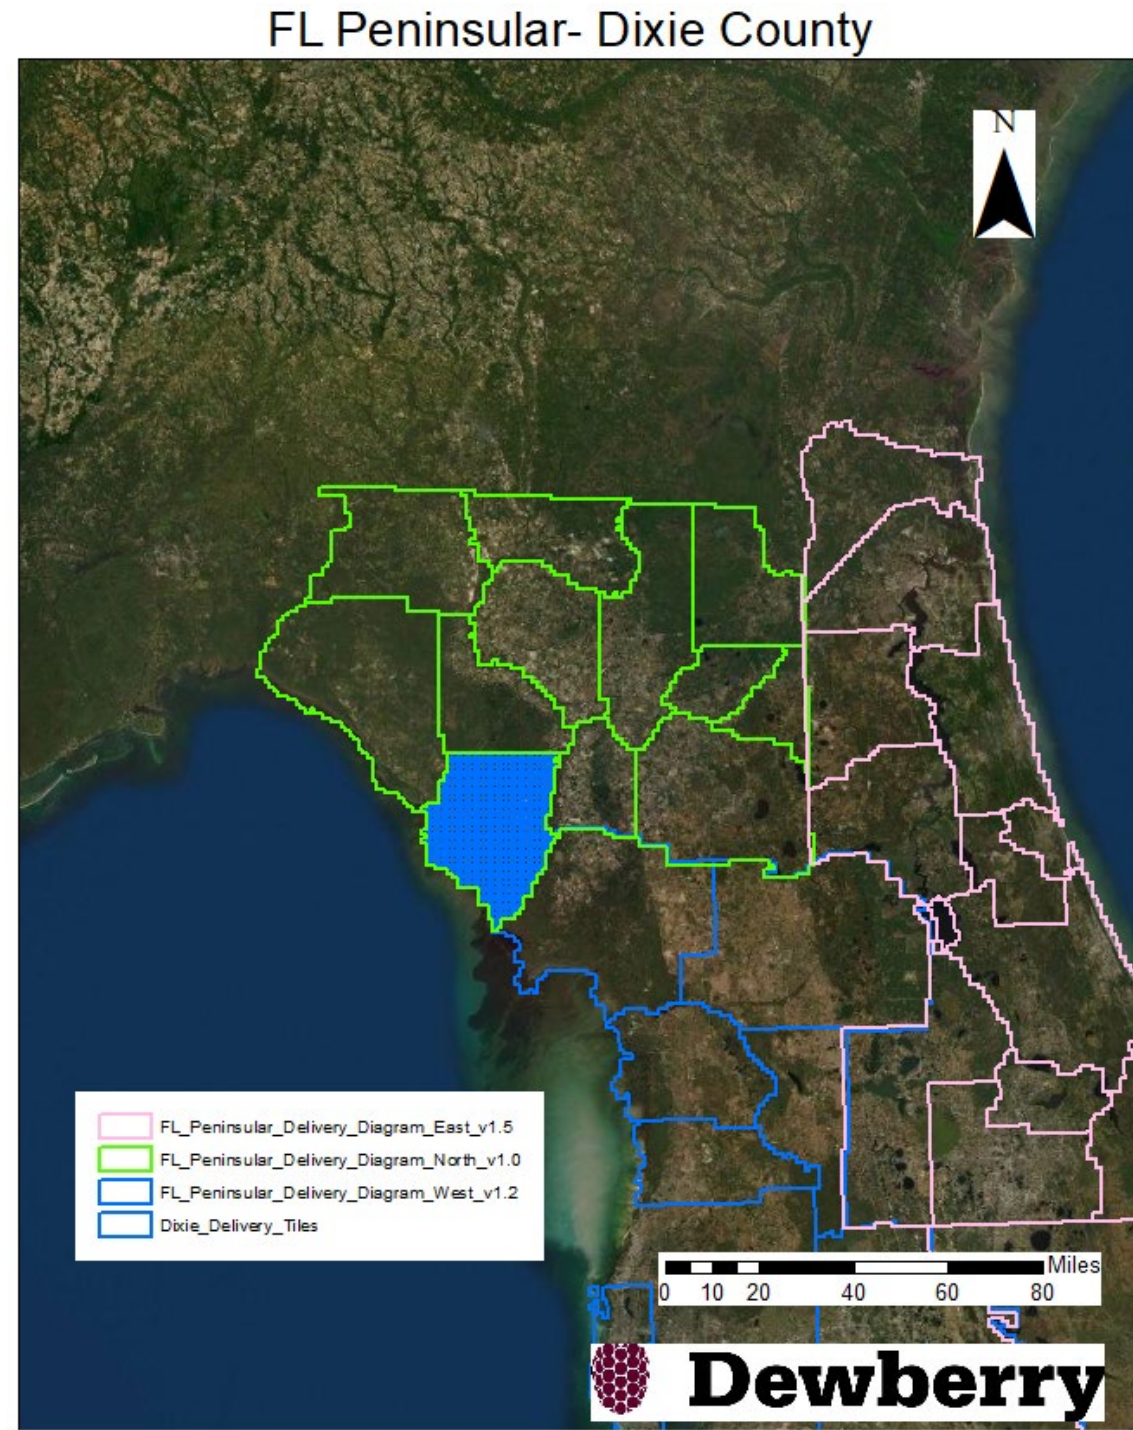 FL Peninsular- Dixie County
N
FL_Peninsular_Delivery_Diagram_East_v1.5
FL_Peninsular_Delivery_Diagram_North_v1.0
FL_Peninsular_Delivery_Diagram_West_v1.2
Dixie_Delivery_Tiles
Miles
0 10 20 40 60 80
Dewberry